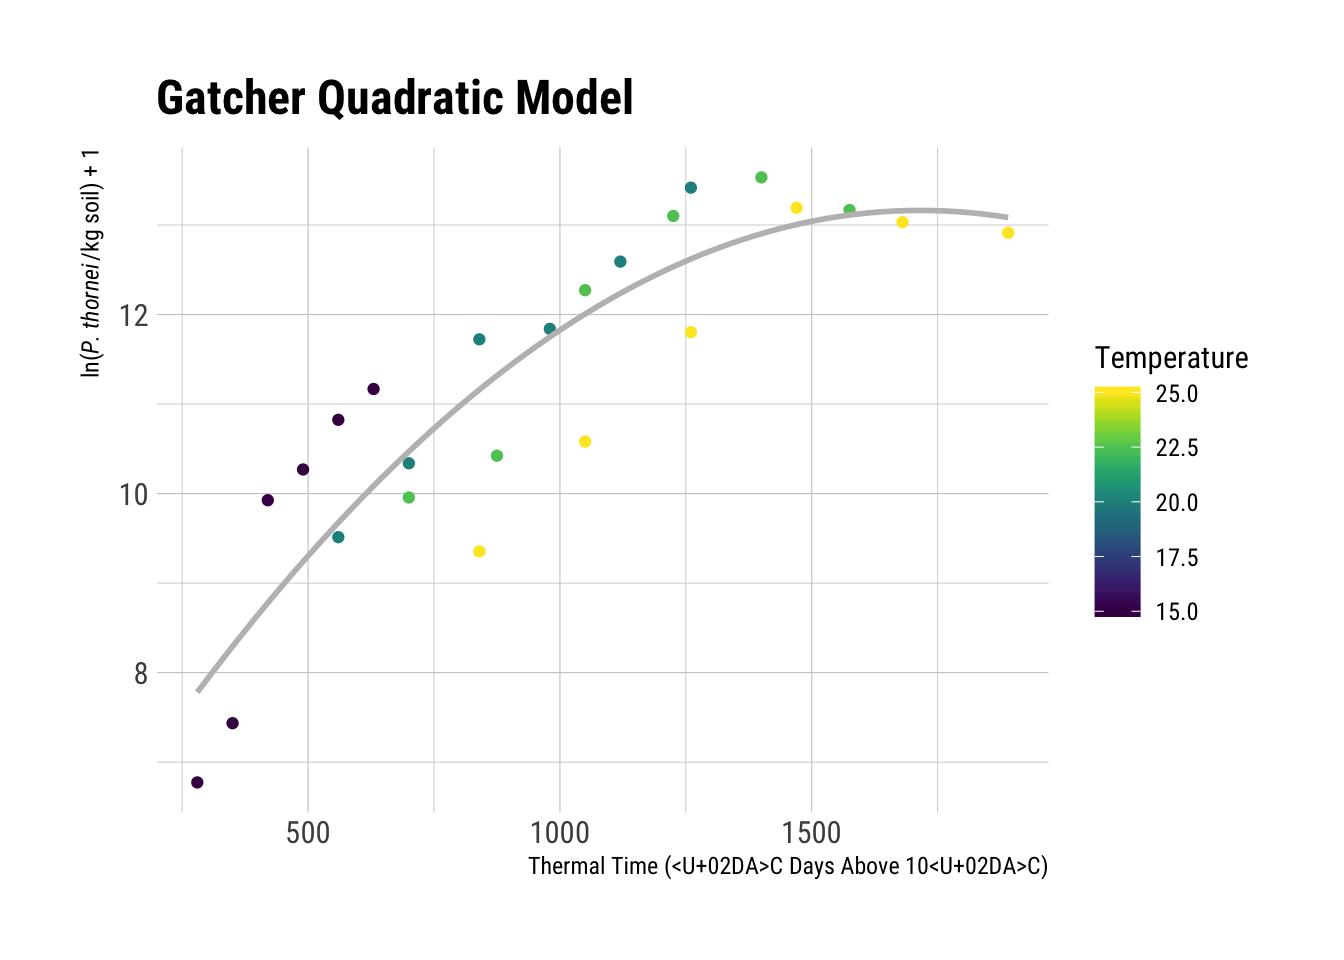 Gatcher Quadratic Model
ln(P. thornei/kg soil) + 1
12
10
8
500 1000 1500
Thermal Time (<U+02DA>C Days Above 10<U+02DA>C)
Temperature
25.0
22.5
20.0
17.5
15.0